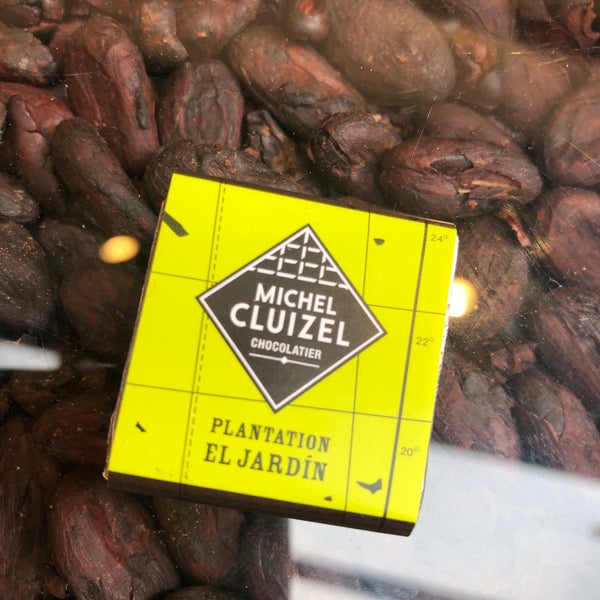 24°
MICHEL
CLUIZEL
CHOCOLATIER
22°
PLANTATION
EL JARDÍN
20°